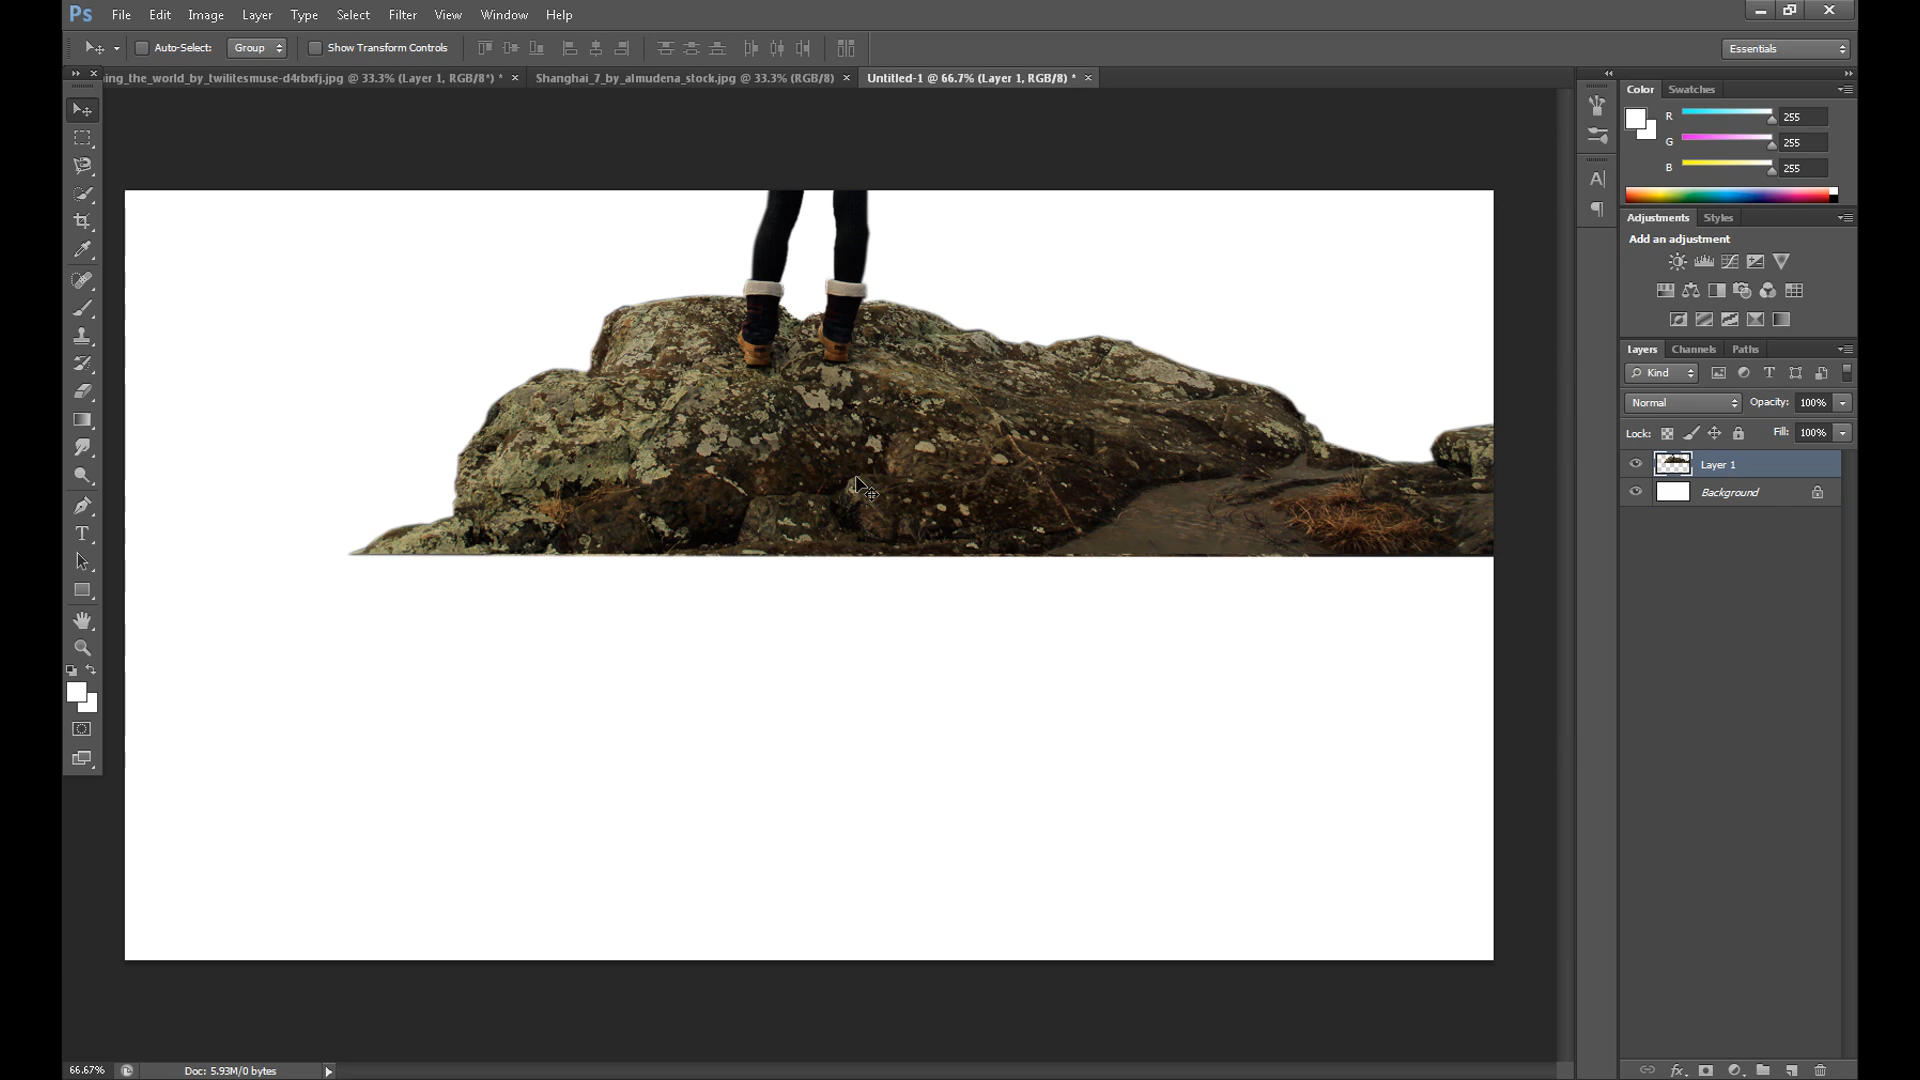 Ps File Edit Image Layer Type Select Filter View Window Help
Auto-Select: Group Show Transform Controls Essentials
ing_the_world_by_twilitesmuse-d4rbxfj.jpg @ 33.3% (Layer 1, RGB/8*) * Shanghai_7_by_almudena_stock.jpg @ 33.3% (RGB/8) Untitled-1 @ 66.7% (Layer 1, RGB/8) *
Color Swatches
R 255
G 255
B 255
Adjustments Styles
Add an adjustment
Layers Channels Paths
Kind
Normal Opacity: 100%
Lock: Fill: 100%
Layer 1
Background
66.67% Doc: 5.93M/0 bytes